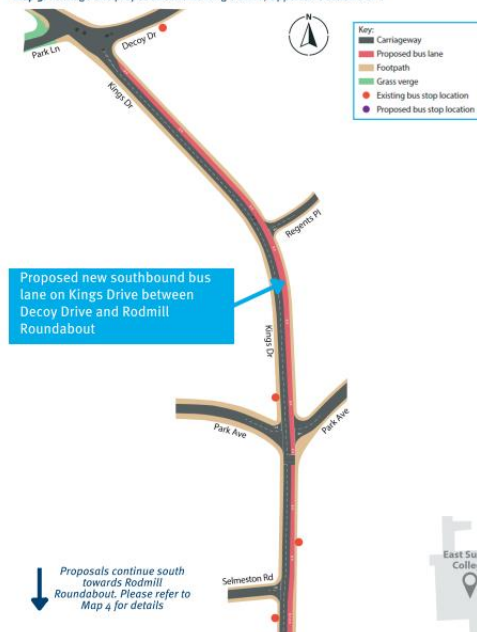 N
Key:
Carriageway
Proposed bus lane
Footpath
Grass verge
Existing bus stop location
Proposed bus stop location
Park Ln
Decoy Dr
Kings Dr
Regents Pl
Proposed new southbound bus
lane on Kings Drive between
Decoy Drive and Rodmill
Roundabout
Kings Dr
Park Ave
Park Ave
Selmeston Rd
Proposals continue south
towards Rodmill
Roundabout. Please refer to
Map 4 for details
East Su
Colle